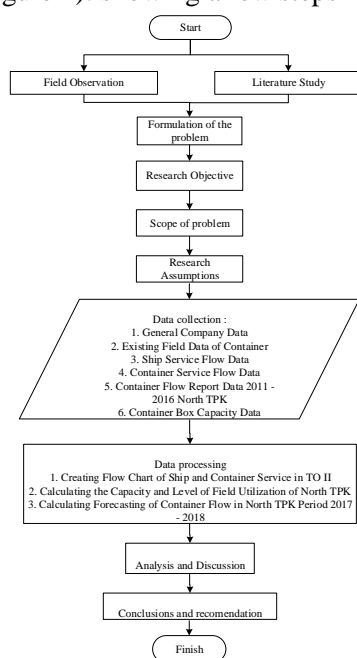 Start
Field Observation
Literature Study
Formulation of the
problem
Research Objective
Scope of problem
Research
Assumptions
Data collection :
1. General Company Data
2. Existing Field Data of Container
3. Ship Service Flow Data
4. Container Service Flow Data
5. Container Flow Report Data 2011 -
2016 North TPK
6. Container Box Capacity Data
Data processing
1. Creating Flow Chart of Ship and Container Service in TO II
2. Calculating the Capacity and Level of Field Utilization of North TPK
3. Calculating Forecasting of Container Flow in North TPK Period 2017
- 2018
Analysis and Discussion
Conclusions and recomendation
Finish